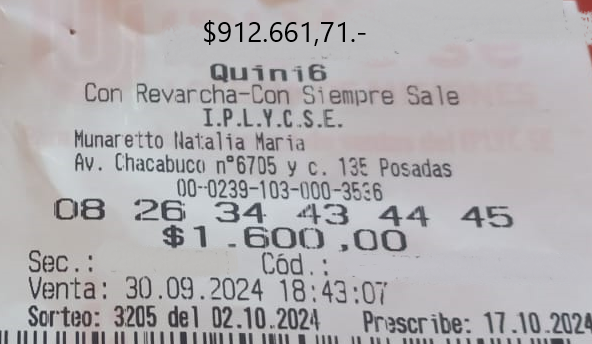 $912.661,71.-
Quini6
Con Revarcha-Con Siempre Sale
I.P.L.Y.C.S.E.
Munaretto Natalia Maria
Av. Chacabuco n°6705 y c. 135 Posadas
00-0239-103-000-3536
08 26 34 43 44 45
$1.600,00
Sec.: Cód.:
Venta: 30.09.2024 18:43:07
Sorteo: 3205 del 02.10.2024 Prescribe: 17.10.2024